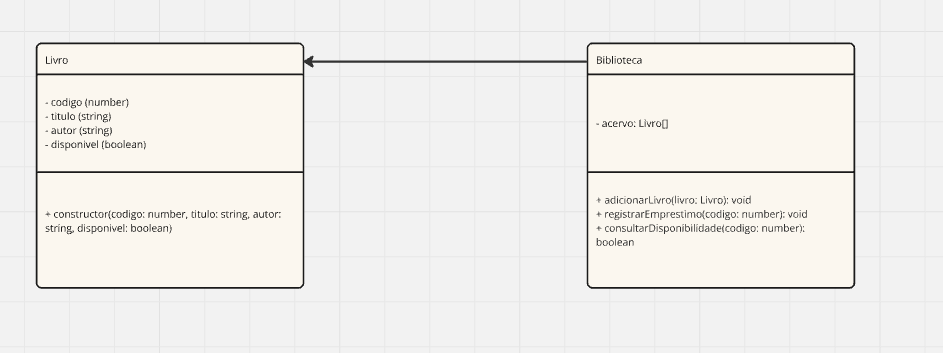 Livro
- codigo (number)
- titulo (string)
- autor (string)
- disponivel (boolean)
+ constructor(codigo: number, titulo: string, autor:
string, disponivel: boolean)
Biblioteca
- acervo: Livro[]
+ adicionarLivro(livro: Livro): void
+ registrarEmprestimo(codigo: number): void
+ consultarDisponibilidade(codigo: number):
boolean